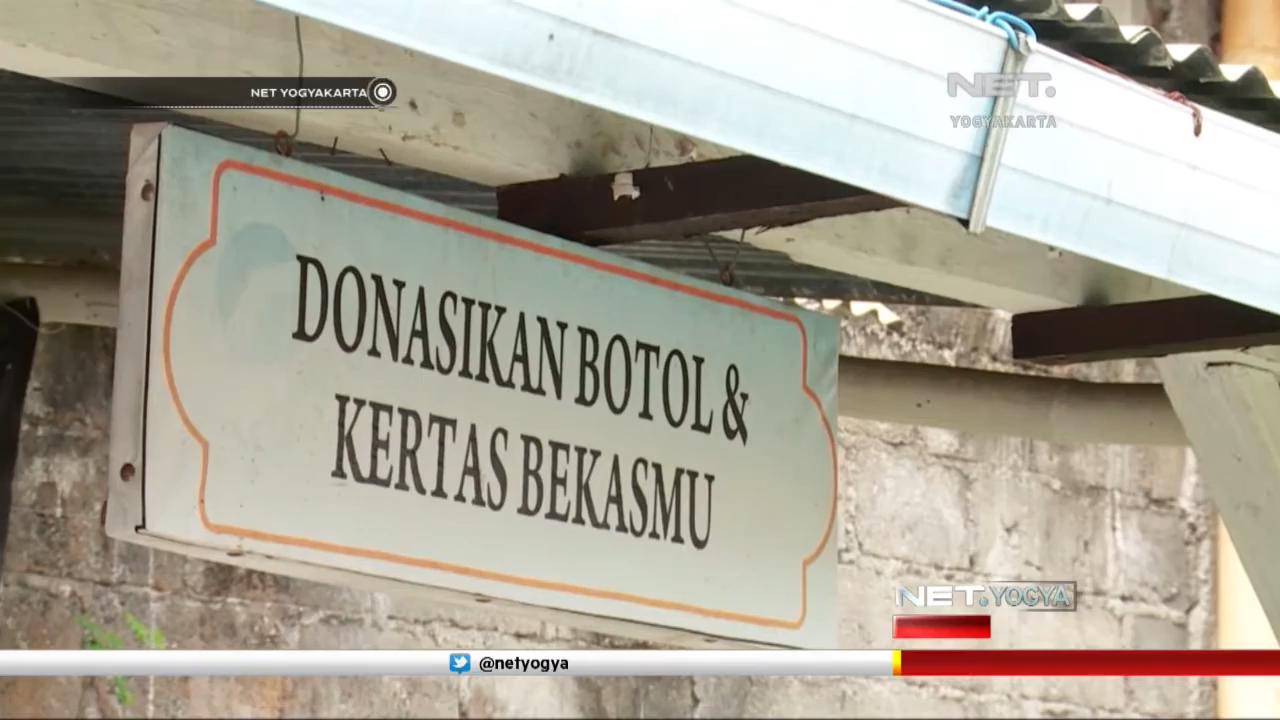 NET YOGYAKARTA
NET.
YOGYAKARTA
DONASIKAN BOTOL &
KERTAS BEKASMU
NET.YOGYA
@netyogya